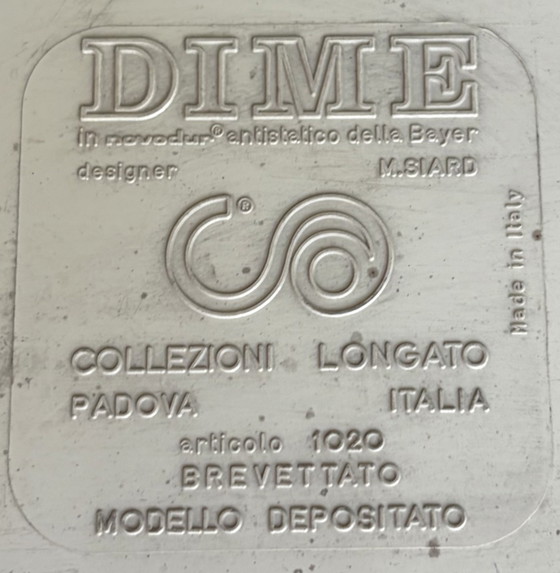 DIME
in novodur® antistatico della Bayer
designer M.SIARD
®
COLLEZIONI LONGATO
PADOVA ITALIA
articolo 1020
BREVETTATO
MODELLO DEPOSITATO
Made in Italy